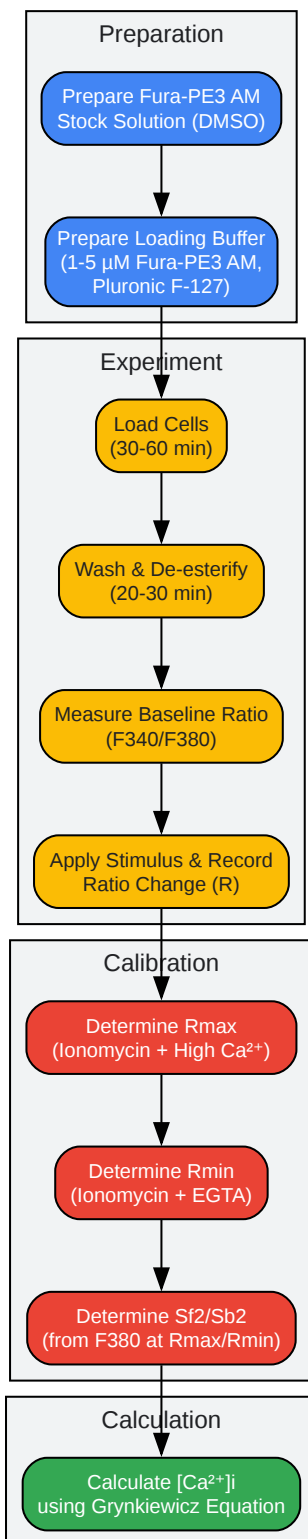 Preparation
Prepare Fura-PE3 AM
Stock Solution (DMSO)
Prepare Loading Buffer
(1-5 µM Fura-PE3 AM,
Pluronic F-127)
Experiment
Load Cells
(30-60 min)
Wash & De-esterify
(20-30 min)
Measure Baseline Ratio
(F340/F380)
Apply Stimulus & Record
Ratio Change (R)
Calibration
Determine Rmax
(Ionomycin + High Ca²⁺)
Determine Rmin
(Ionomycin + EGTA)
Determine Sf2/Sb2
(from F380 at Rmax/Rmin)
Calculation
Calculate [Ca²⁺]i
using Grynkiewicz Equation